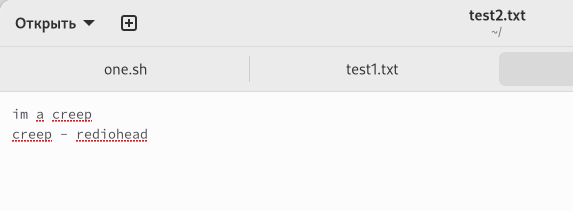 Открыть
test2.txt
~/
one.sh
test1.txt
im a creep
creep - rediohead